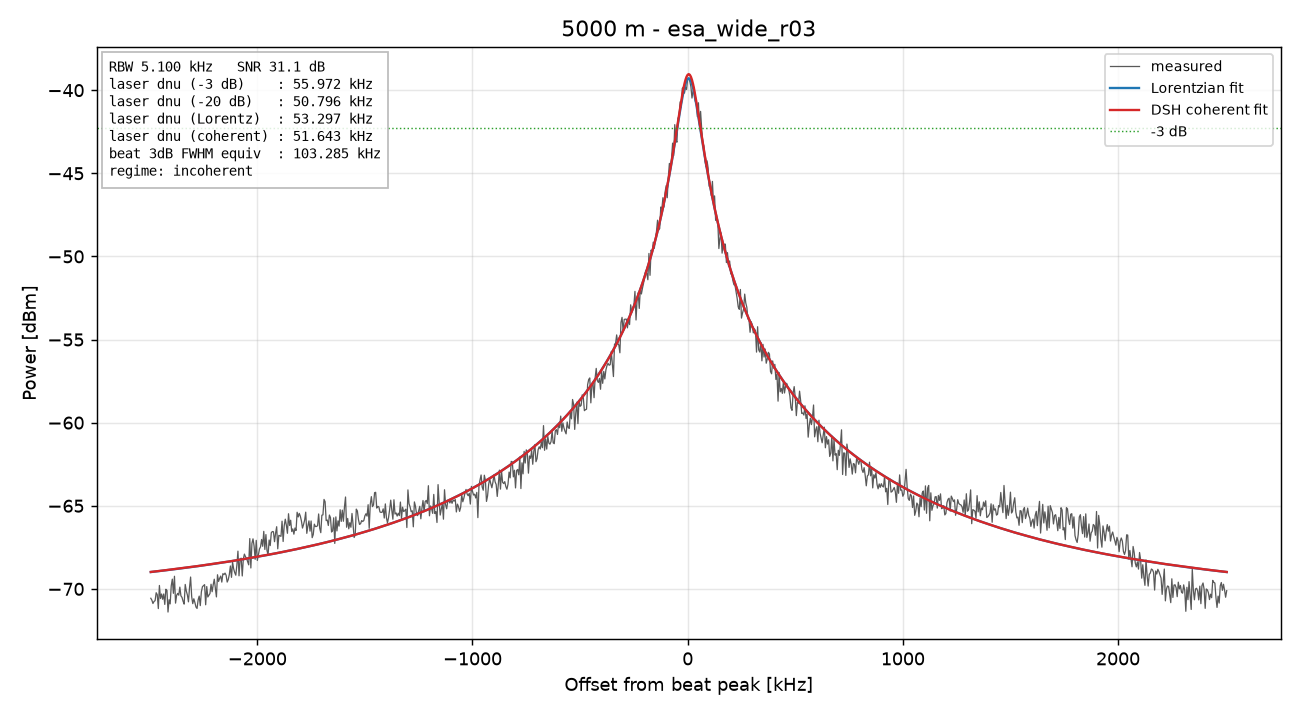 5000 m - esa_wide_r03
RBW 5.100 kHz   SNR 31.1 dB
laser dnu (-3 dB)    : 55.972 kHz
laser dnu (-20 dB)   : 50.796 kHz
laser dnu (Lorentz)  : 53.297 kHz
laser dnu (coherent) : 51.643 kHz
beat 3dB FWHM equiv  : 103.285 kHz
regime: incoherent
measured
Lorentzian fit
DSH coherent fit
-3 dB
Power [dBm]
−40
−45
−50
−55
−60
−65
−70
−2000
−1000
0
1000
2000
Offset from beat peak [kHz]